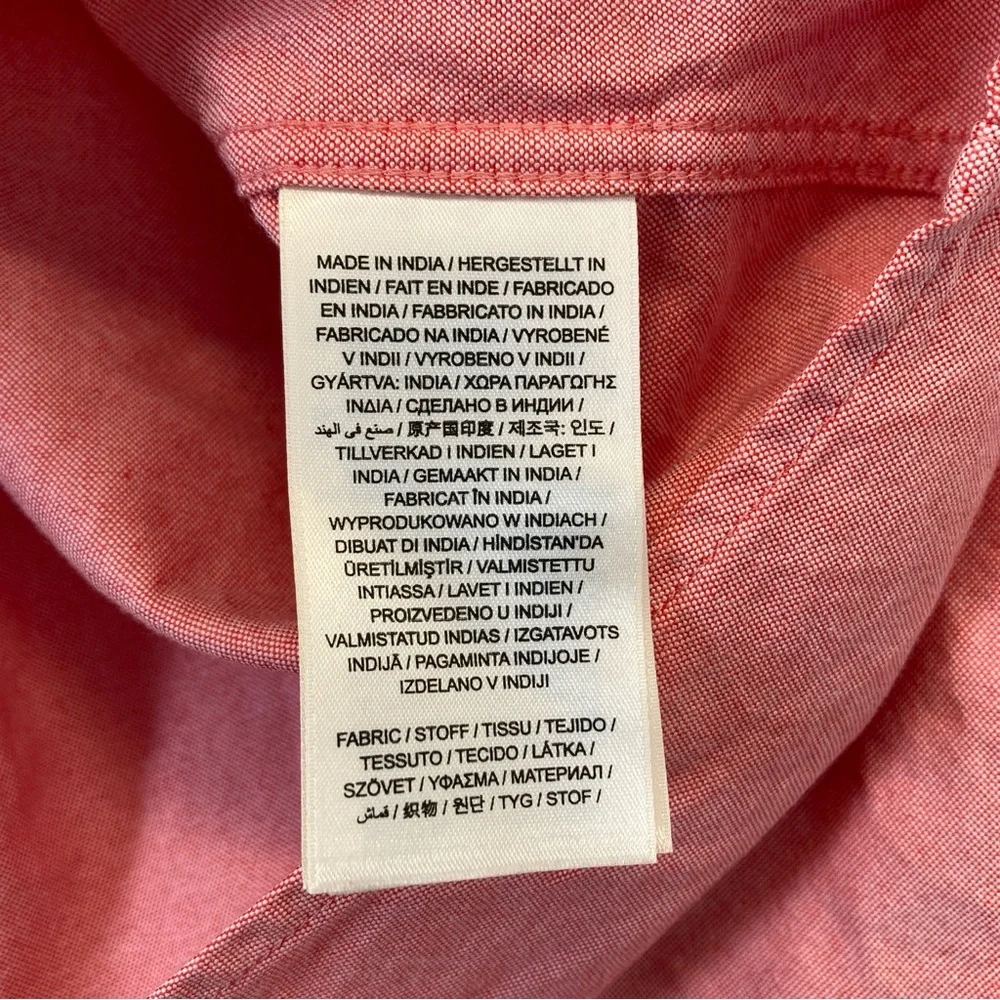 MADE IN INDIA / HERGESTELLT IN
INDIEN / FAIT EN INDE / FABRICADO
EN INDIA / FABBRICATO IN INDIA /
FABRICADO NA INDIA / VYROBENÉ
V INDII / VYROBENO V INDII /
GYÁRTVA: INDIA / ΧΩΡΑ ΠΑΡΑΓΩΓΗΣ
ΙΝΔΙΑ / СДЕЛАНО В ИНДИИ /
صنع في الهند / 原产国印度 / 제조국: 인도 /
TILLVERKAD I INDIEN / LAGET I
INDIA / GEMAAKT IN INDIA /
FABRICAT ÎN INDIA /
WYPRODUKOWANO W INDIACH /
DIBUAT DI INDIA / HİNDİSTAN'DA
ÜRETİLMİŞTİR / VALMISTETTU
INTIASSA / LAVET I INDIEN /
PROIZVEDENO U INDIJI /
VALMISTATUD INDIAS / IZGATAVOTS
INDIJĀ / PAGAMINTA INDIJOJE /
IZDELANO V INDIJI
FABRIC / STOFF / TISSU / TEJIDO /
TESSUTO / TECIDO / LÁTKA /
SZÖVET / ΥΦΑΣΜΑ / МАТЕРИАЛ /
قماش / 织物 / 원단 / TYG / STOF /